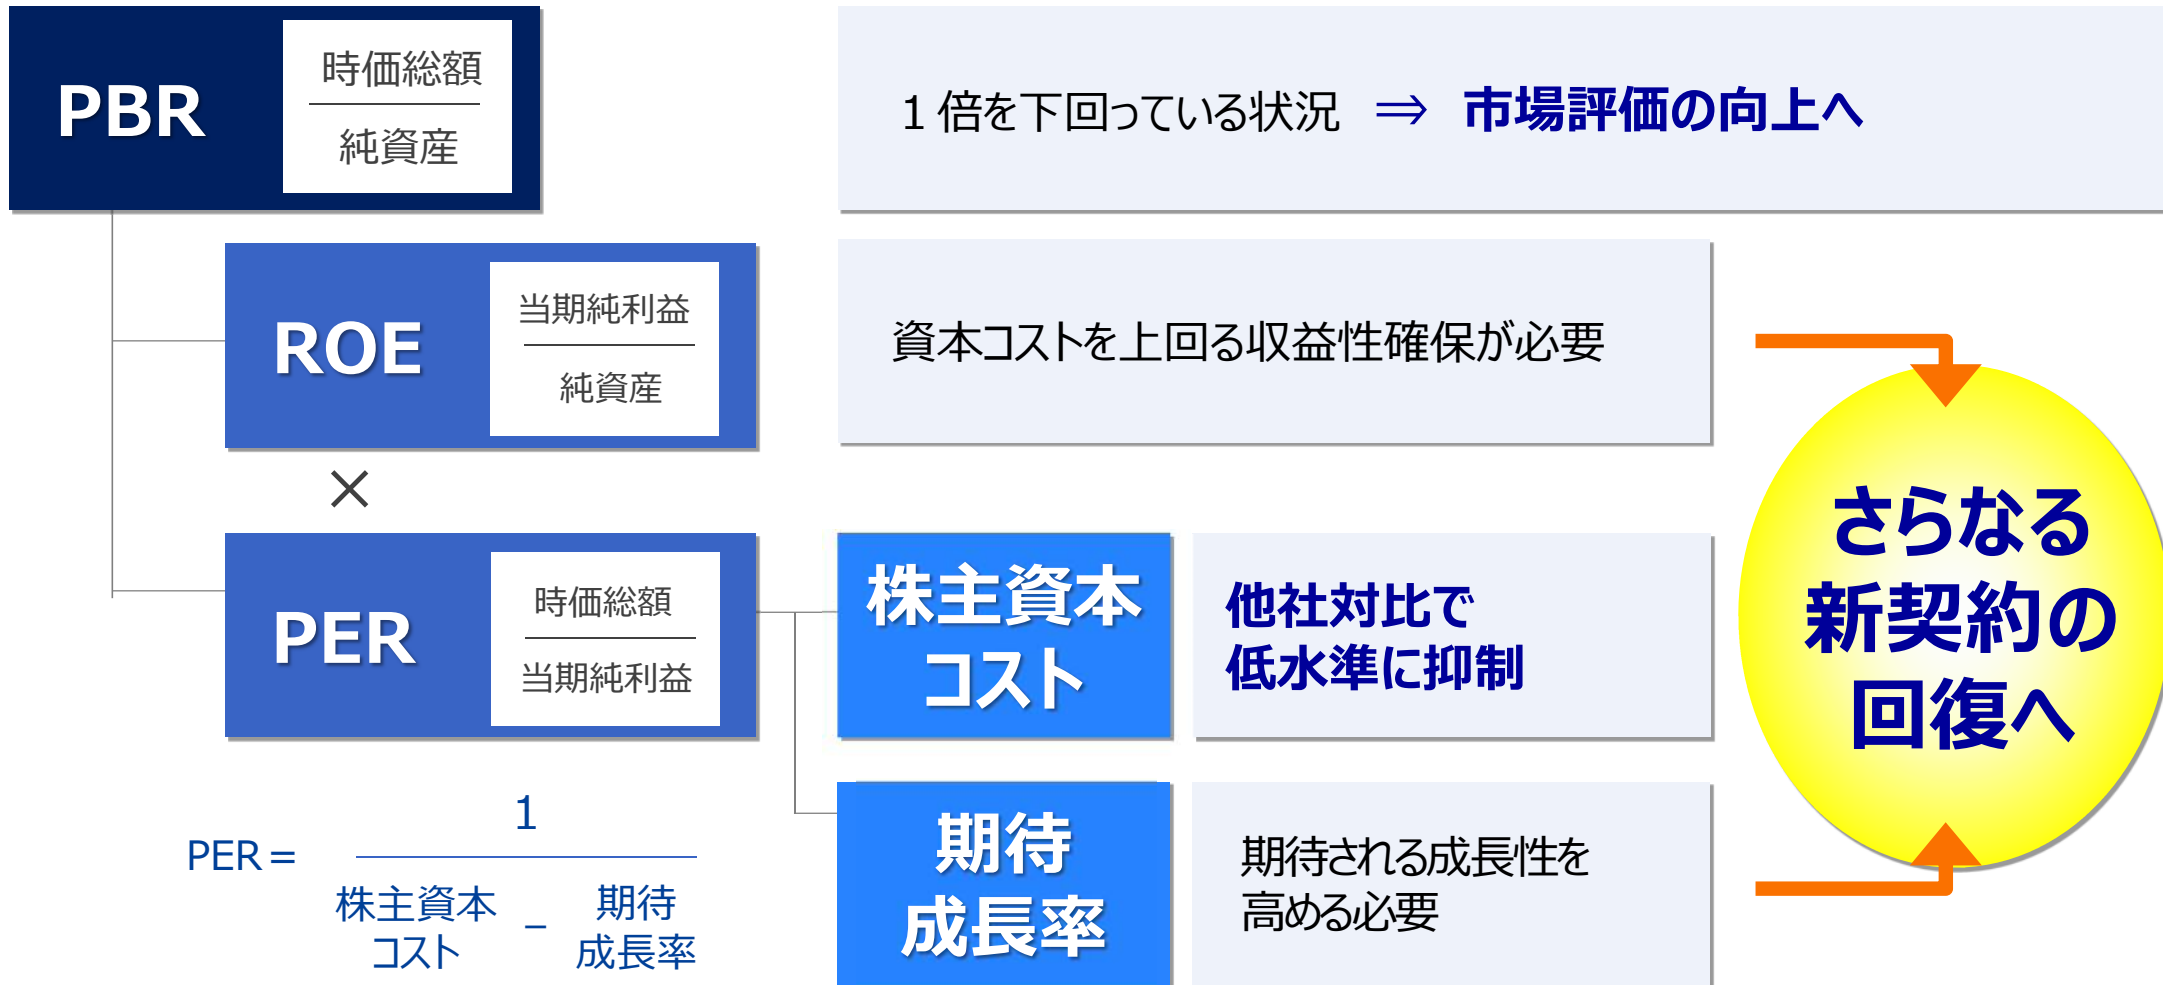 PBR
時価総額
純資産
1 倍を下回っている状況 ⇒ 市場評価の向上へ
ROE
当期純利益
純資産
資本コストを上回る収益性確保が必要
×
PER
時価総額
当期純利益
株主資本
コスト
他社対比で
低水準に抑制
期待
成長率
期待される成長性を
高める必要
さらなる
新契約の
回復へ
1
PER=
株主資本
コスト
−
期待
成長率